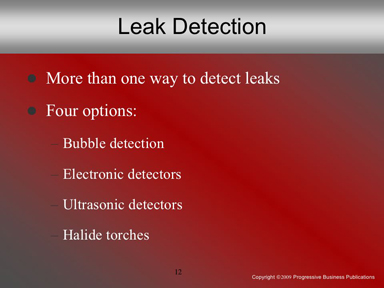 Leak Detection
● More than one way to detect leaks
● Four options:
– Bubble detection
– Electronic detectors
– Ultrasonic detectors
– Halide torches
12
Copyright ©2009 Progressive Business Publications